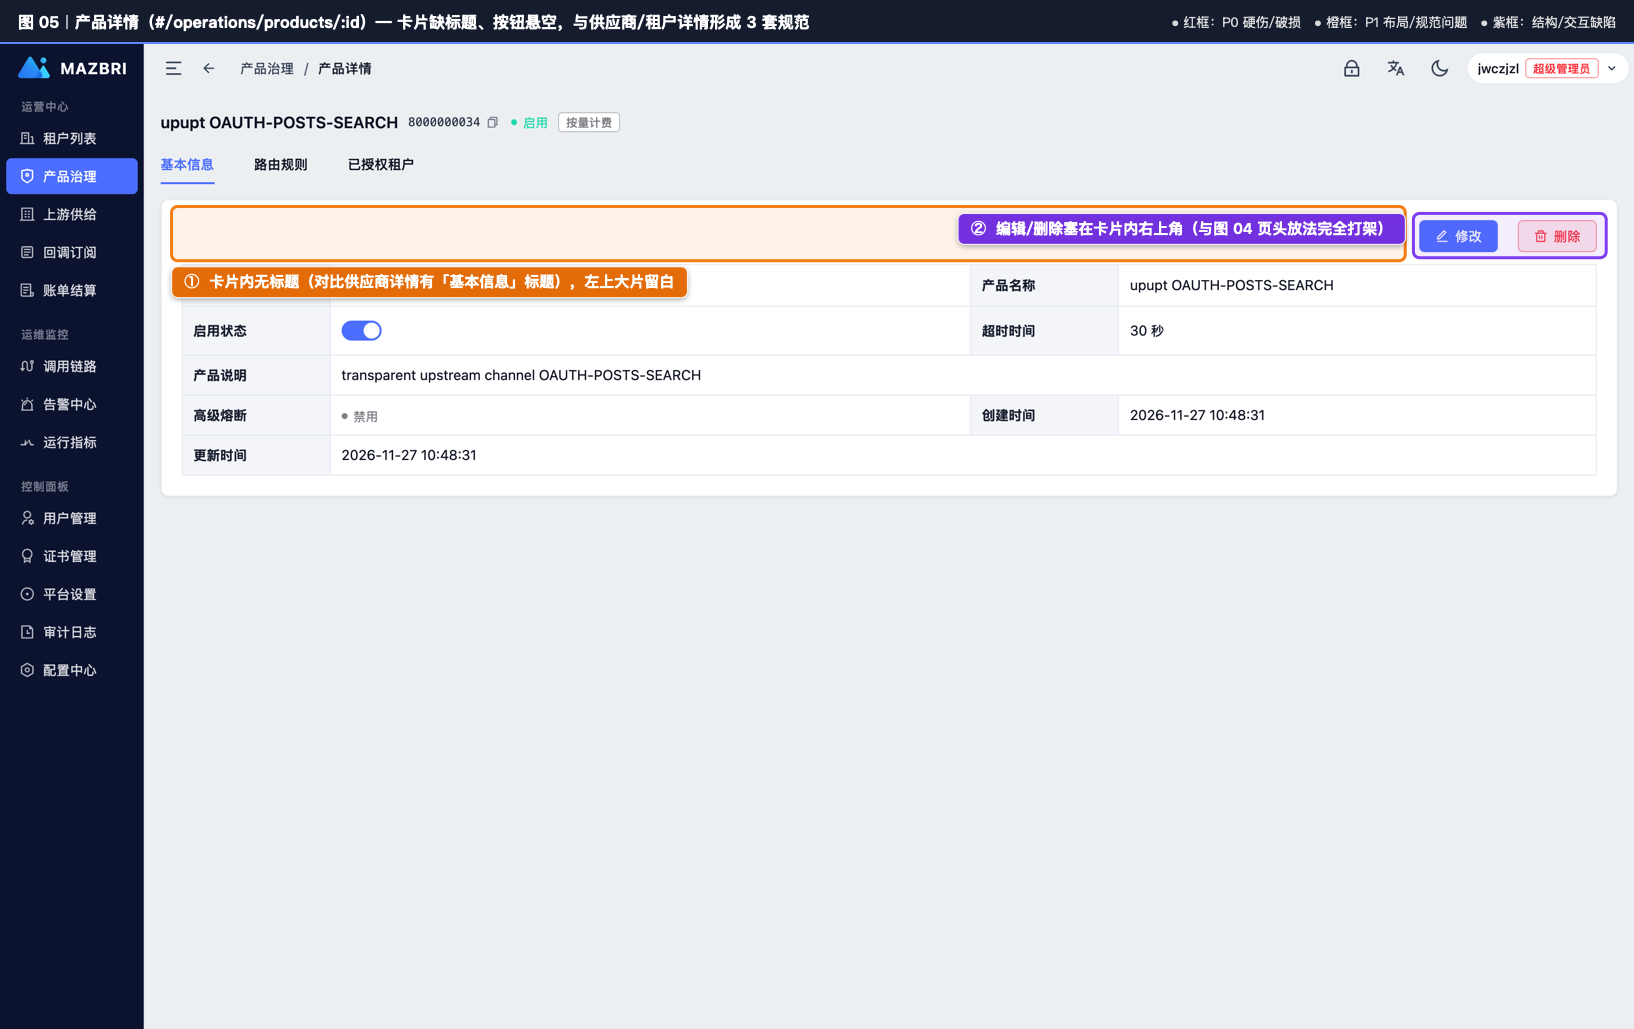 图 05｜产品详情（#/operations/products/:id）— 卡片缺标题、按钮悬空，与供应商/租户详情形成 3 套规范
● 红框：P0 硬伤/破损 ● 橙框：P1 布局/规范问题 ● 紫框：结构/交互缺陷
MAZBRI
产品治理 / 产品详情
jwczjzl 超级管理员
运营中心
租户列表
产品治理
上游供给
回调订阅
账单结算
运维监控
调用链路
告警中心
运行指标
控制面板
用户管理
证书管理
平台设置
审计日志
配置中心
upupt OAUTH-POSTS-SEARCH 8000000034 启用 按量计费
基本信息 路由规则 已授权租户
② 编辑/删除塞在卡片内右上角（与图 04 页头放法完全打架）
修改 删除
① 卡片内无标题（对比供应商详情有「基本信息」标题），左上大片留白
产品名称 upupt OAUTH-POSTS-SEARCH
启用状态 超时时间 30 秒
产品说明 transparent upstream channel OAUTH-POSTS-SEARCH
高级熔断 禁用 创建时间 2026-11-27 10:48:31
更新时间 2026-11-27 10:48:31